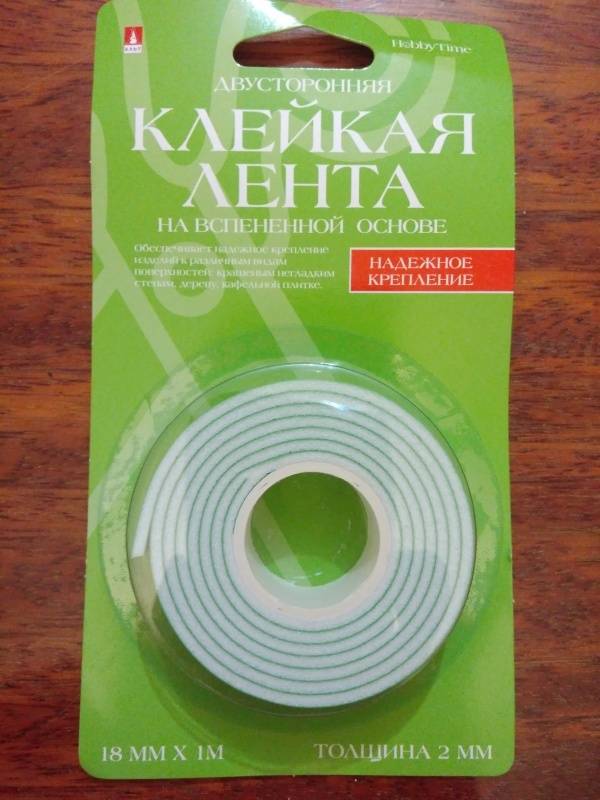 АЛЬТ
HobbyTime
ДВУСТОРОННЯЯ
КЛЕЙКАЯ
ЛЕНТА
НА ВСПЕНЕННОЙ ОСНОВЕ
Обеспечивает надежное крепление
изделий к различным видам
поверхностей: крашеным негладким
стенам, дереву, кафельной плитке.
НАДЕЖНОЕ
КРЕПЛЕНИЕ
18 ММ X 1М
ТОЛЩИНА 2 ММ